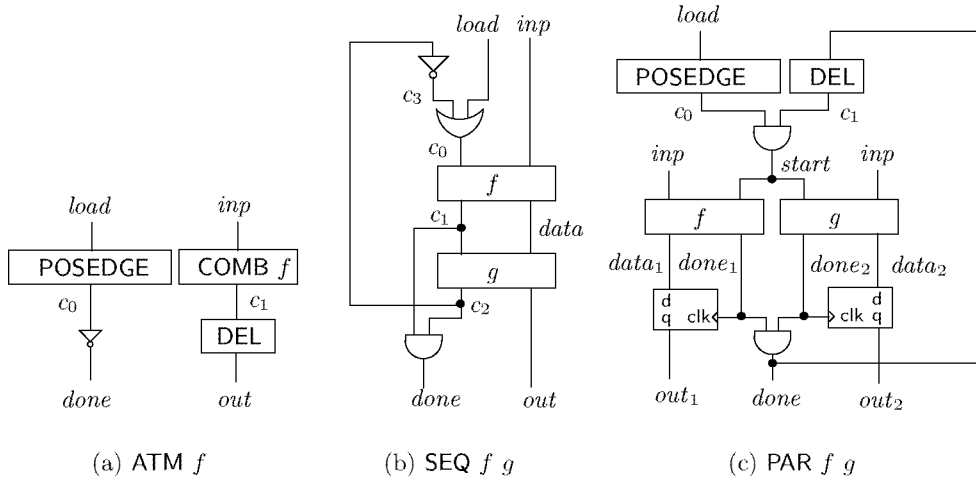 load
inp
POSEDGE
COMB f
c0
c1
DEL
done
out
(a) ATM f
load
inp
c3
c0
f
c1
data
g
c2
done
out
(b) SEQ f g
load
POSEDGE
DEL
c0
c1
inp
start
inp
f
g
data1
done1
done2
data2
d
q
clk
clk
d
q
out1
done
out2
(c) PAR f g